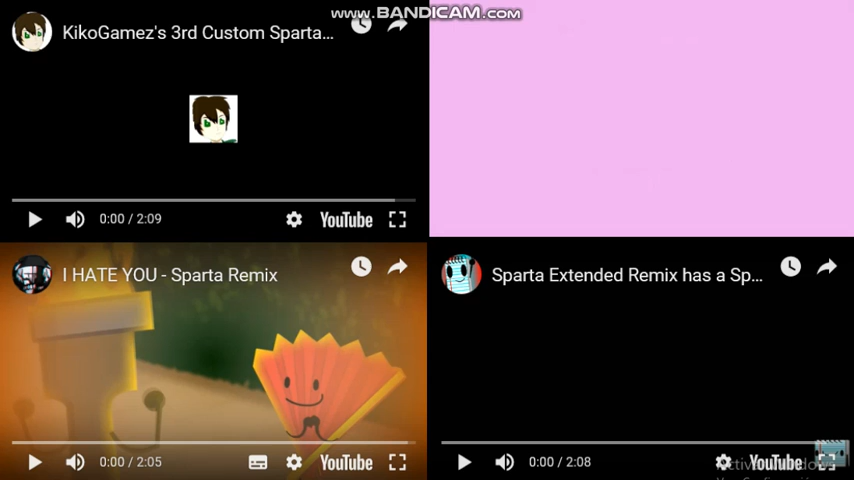 www.BANDICAM.com
KikoGamez's 3rd Custom Sparta...
0:00 / 2:09
YouTube
I HATE YOU - Sparta Remix
Sparta Extended Remix has a Sp...
0:00 / 2:05
YouTube
0:00 / 2:08
YouTube